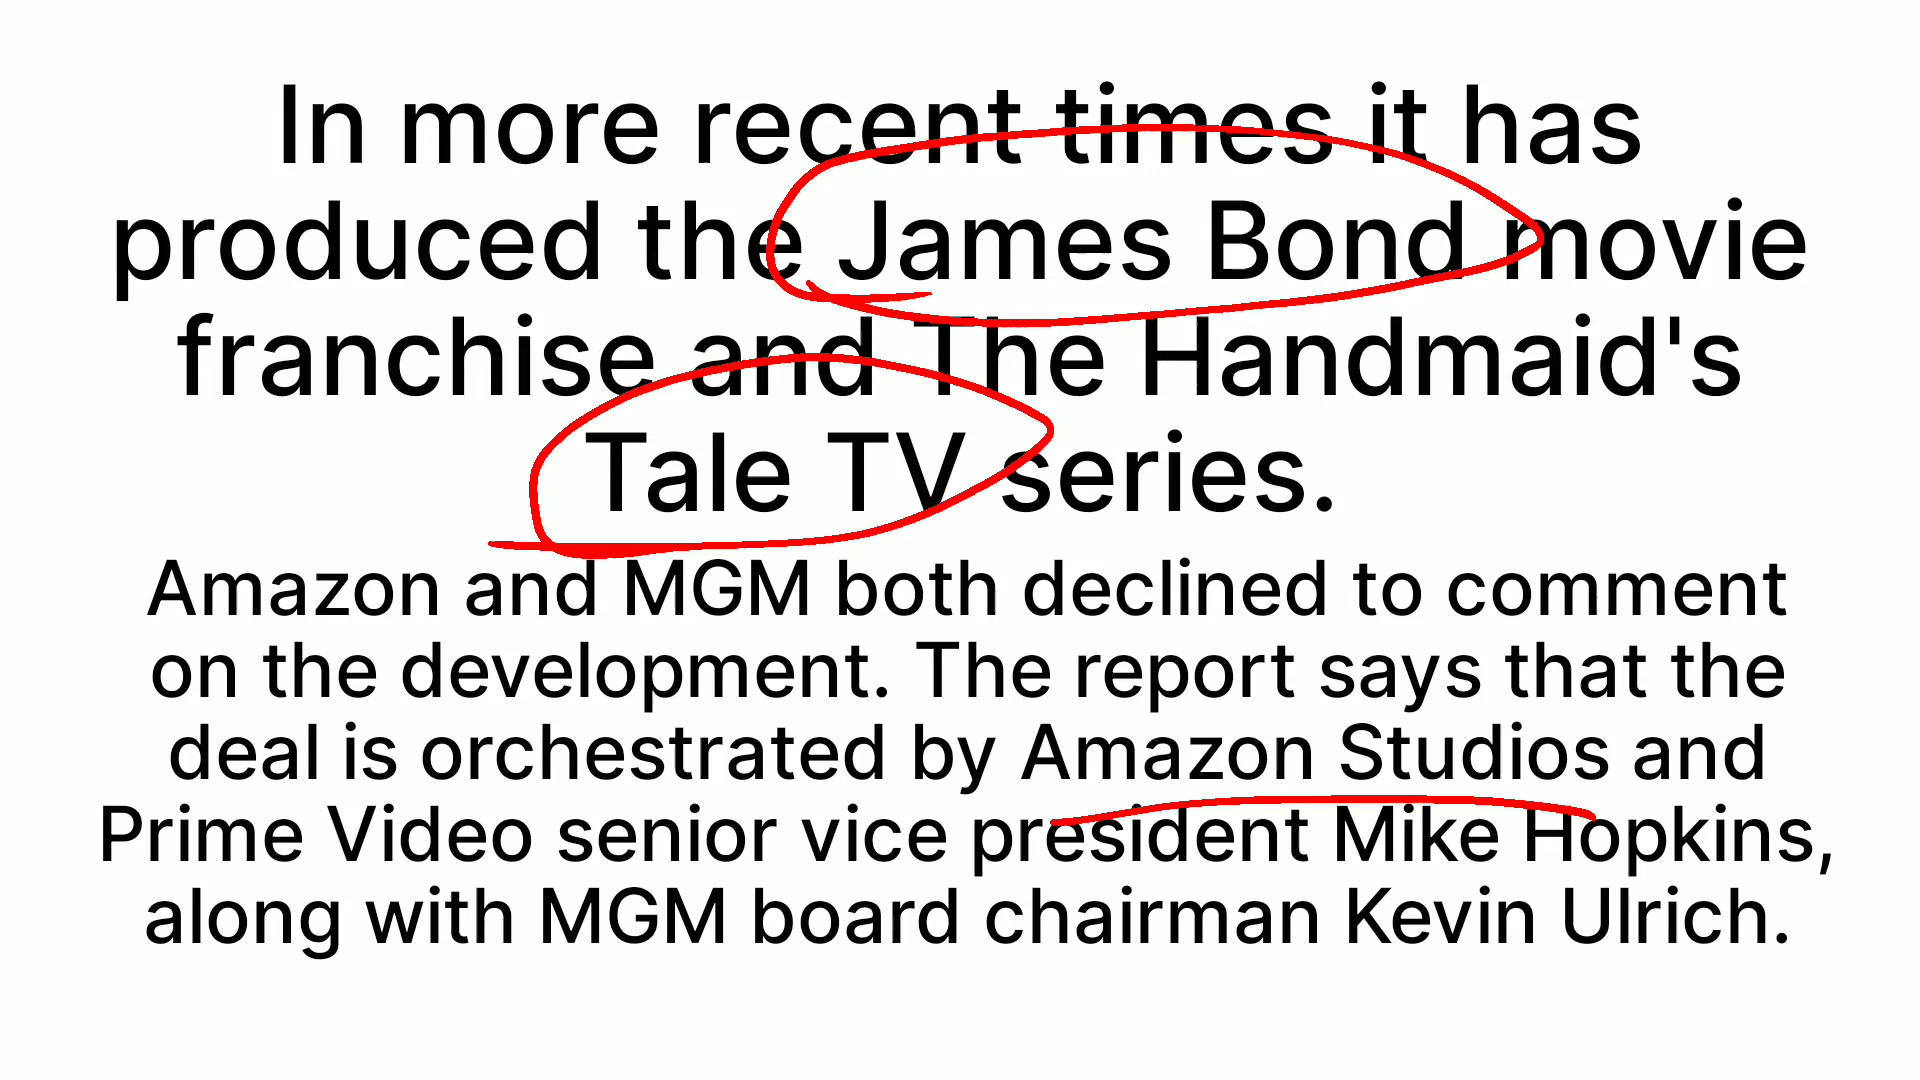 In more recent times it has
produced the James Bond movie
franchise and The Handmaid's
Tale TV series.
Amazon and MGM both declined to comment
on the development. The report says that the
deal is orchestrated by Amazon Studios and
Prime Video senior vice president Mike Hopkins,
along with MGM board chairman Kevin Ulrich.